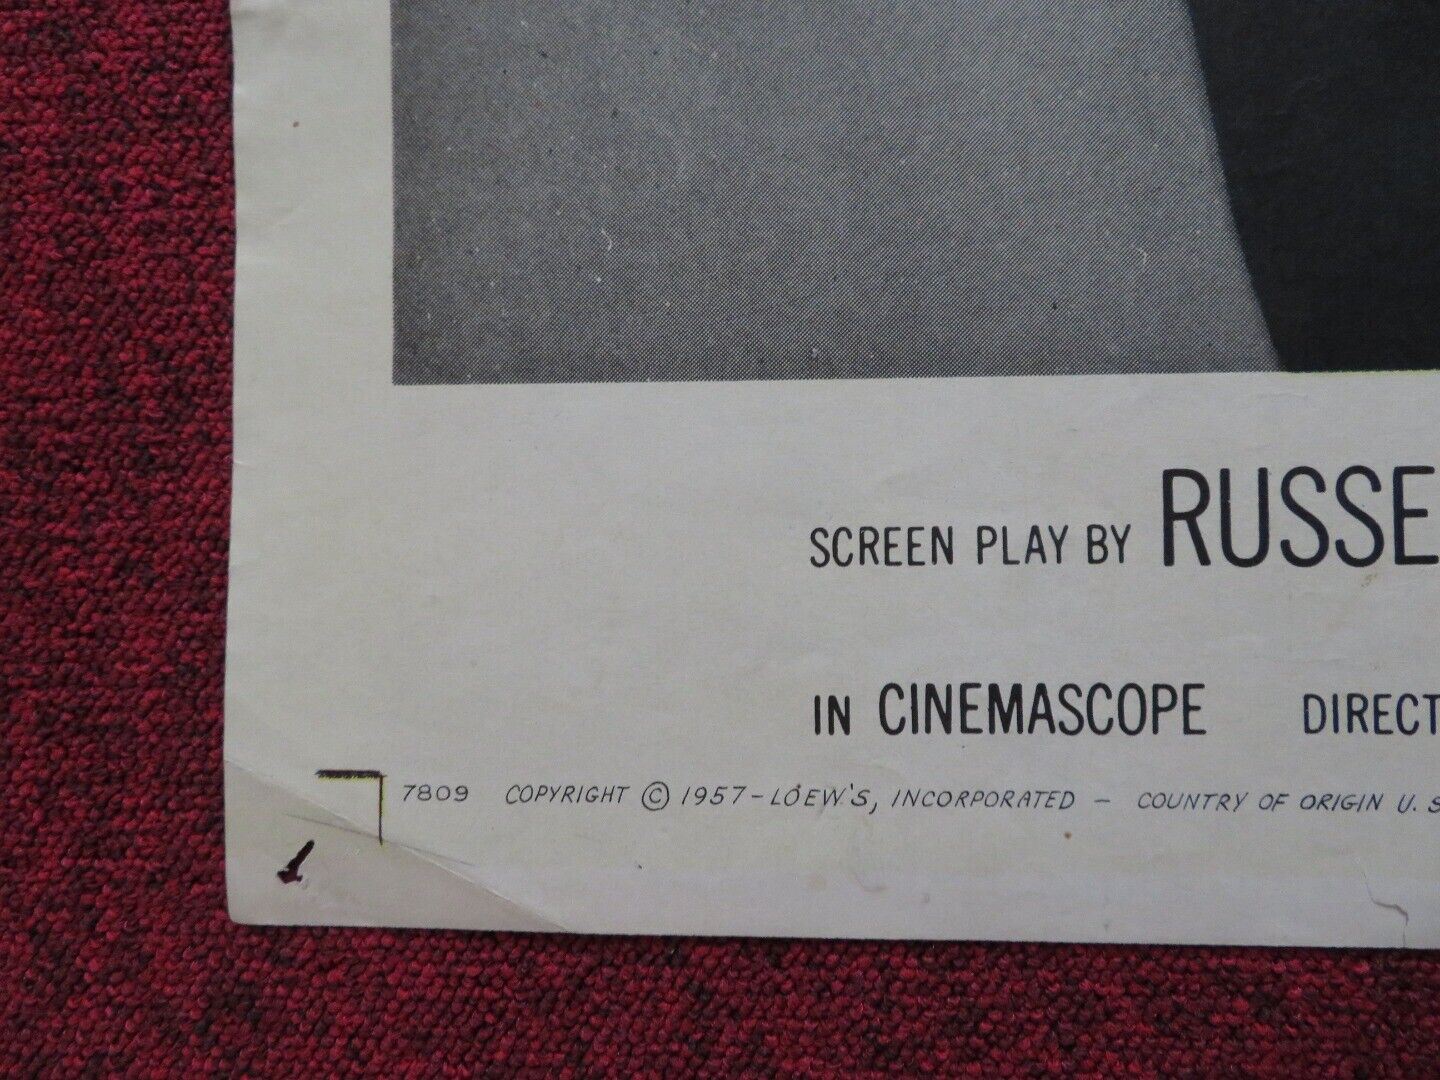 SCREEN PLAY BY RUSSE
IN CINEMASCOPE DIRECT
7809 COPYRIGHT © 1957 - LOEW'S, INCORPORATED - COUNTRY OF ORIGIN U. S